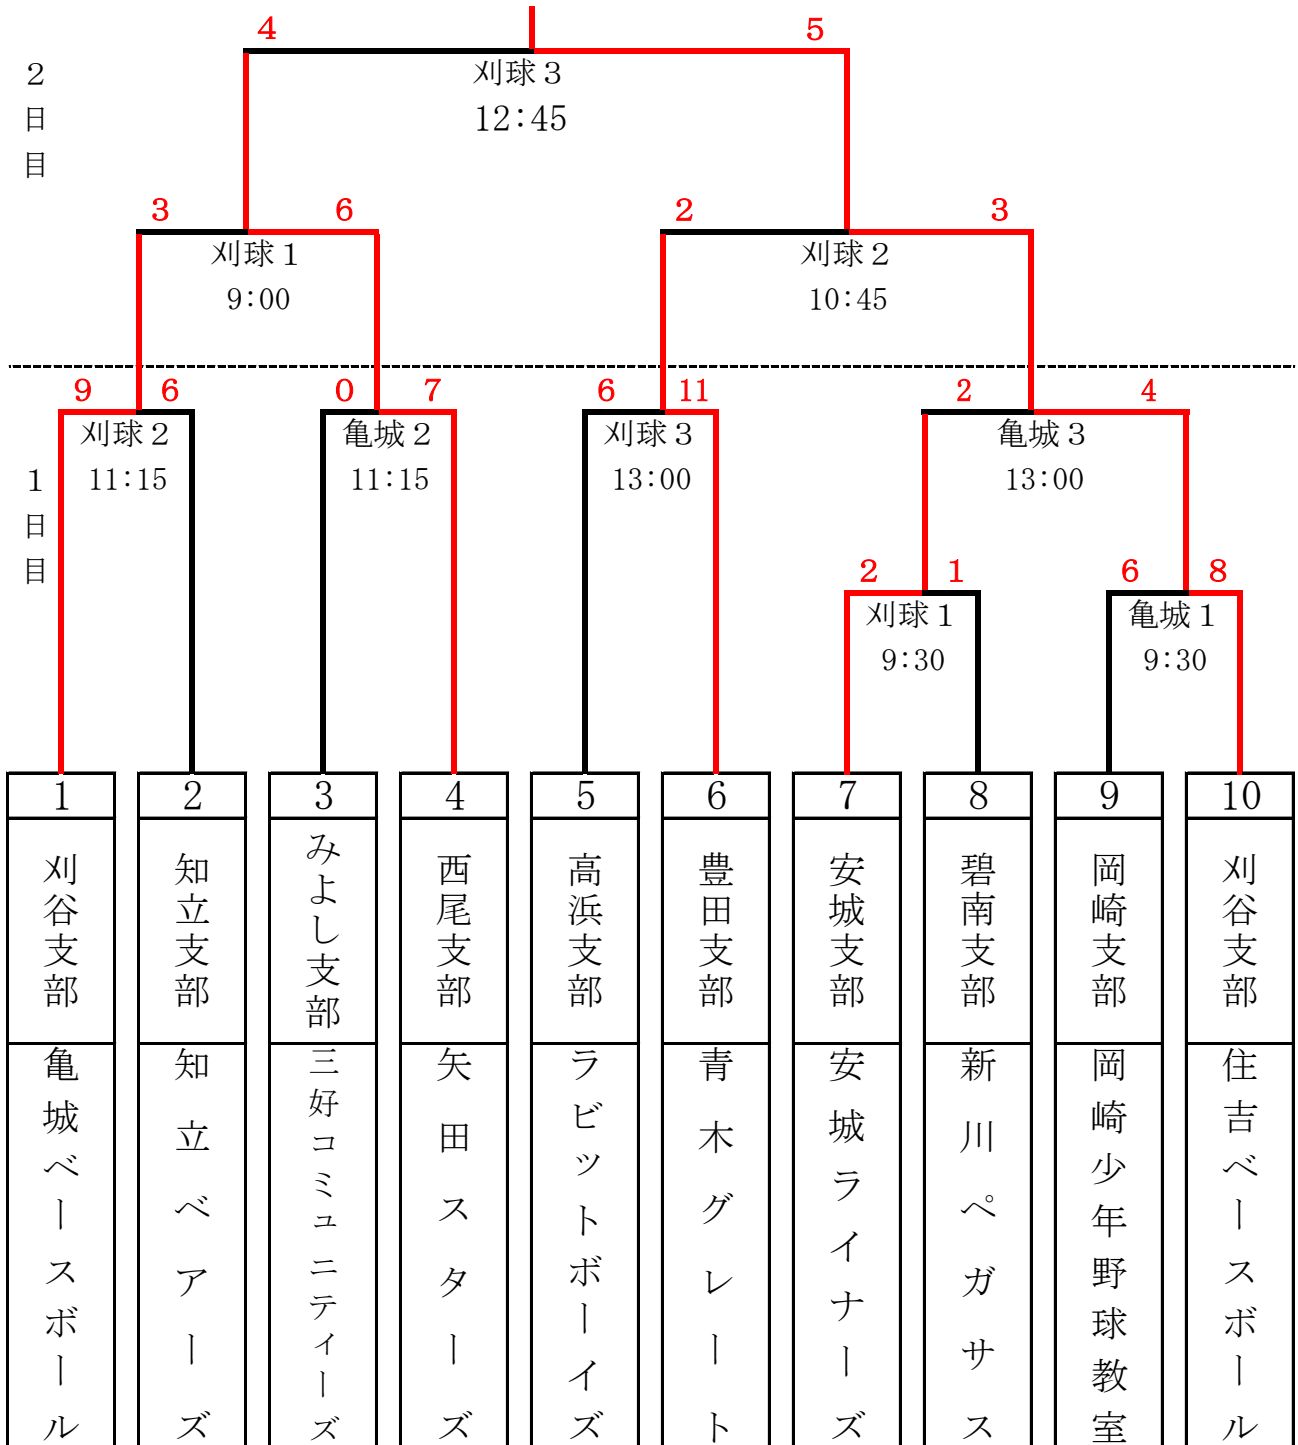 4 5
刈球3
12:45
2日目
3 6 2 3
刈球1 刈球2
9:00 10:45
9 6 0 7 6 11 2 4
刈球2 亀城2 刈球3 亀城3
11:15 11:15 13:00 13:00
1日目
2 1 6 8
刈球1 亀城1
9:30 9:30
1 2 3 4 5 6 7 8 9 10
刈谷支部
亀城ベースボール
知立支部
知立ベアーズ
みよし支部
三好コミュニティーズ
西尾支部
矢田スターズ
高浜支部
ラビットボーイズ
豊田支部
青木グレート
安城支部
安城ライナーズ
碧南支部
新川ペガサス
岡崎支部
岡崎少年野球教室
刈谷支部
住吉ベースボール